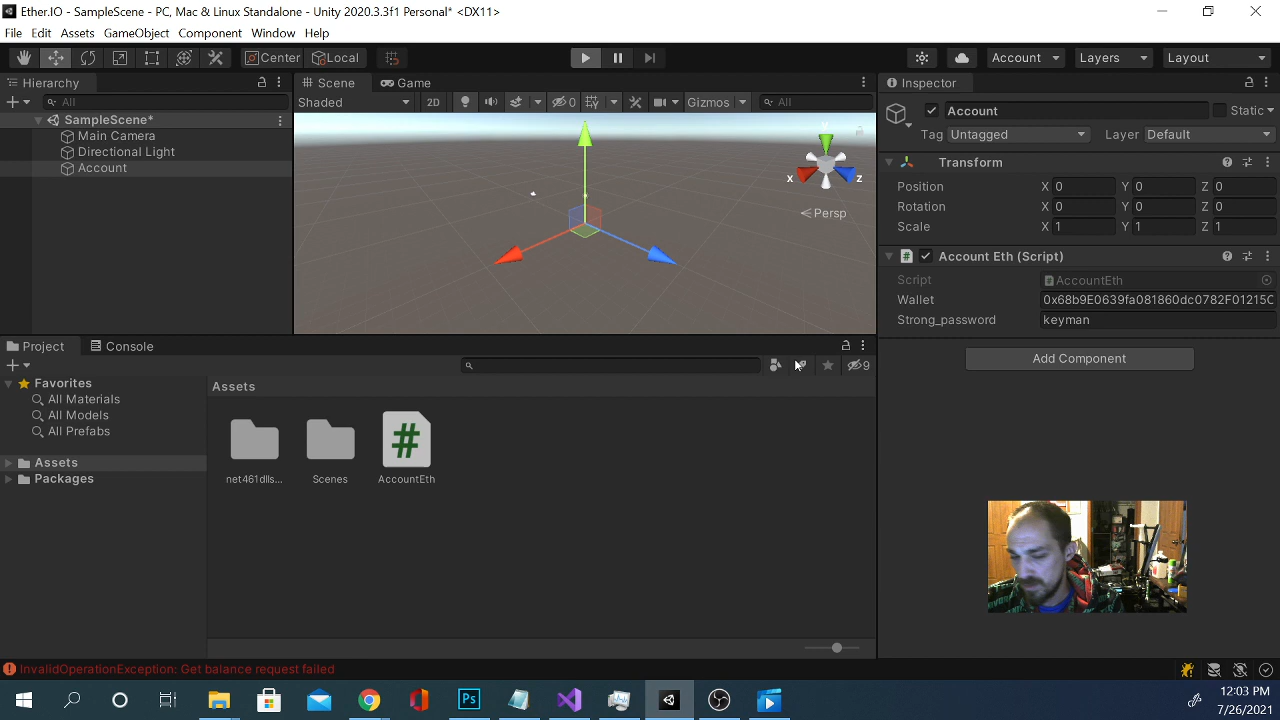 Ether.IO - SampleScene - PC, Mac & Linux Standalone - Unity 2020.3.3f1 Personal* <DX11>
File Edit Assets GameObject Component Window Help
Center Local Account Layers Layout
Hierarchy
All
SampleScene*
Main Camera
Directional Light
Account
Scene Game
Shaded 2D 0 Gizmos All
X Z
Persp
Inspector
Account Static
Tag Untagged Layer Default
Transform
Position X 0 Y 0 Z 0
Rotation X 0 Y 0 Z 0
Scale X 1 Y 1 Z 1
# Account Eth (Script)
Script # AccountEth
Wallet 0x68b9E0639fa081860dc0782F01215C
Strong_password keyman
Add Component
Project Console
9
Favorites
All Materials
All Models
All Prefabs
Assets
Packages
Assets
#
net461dlls... Scenes AccountEth
InvalidOperationException: Get balance request failed
Ps
7/26/2021